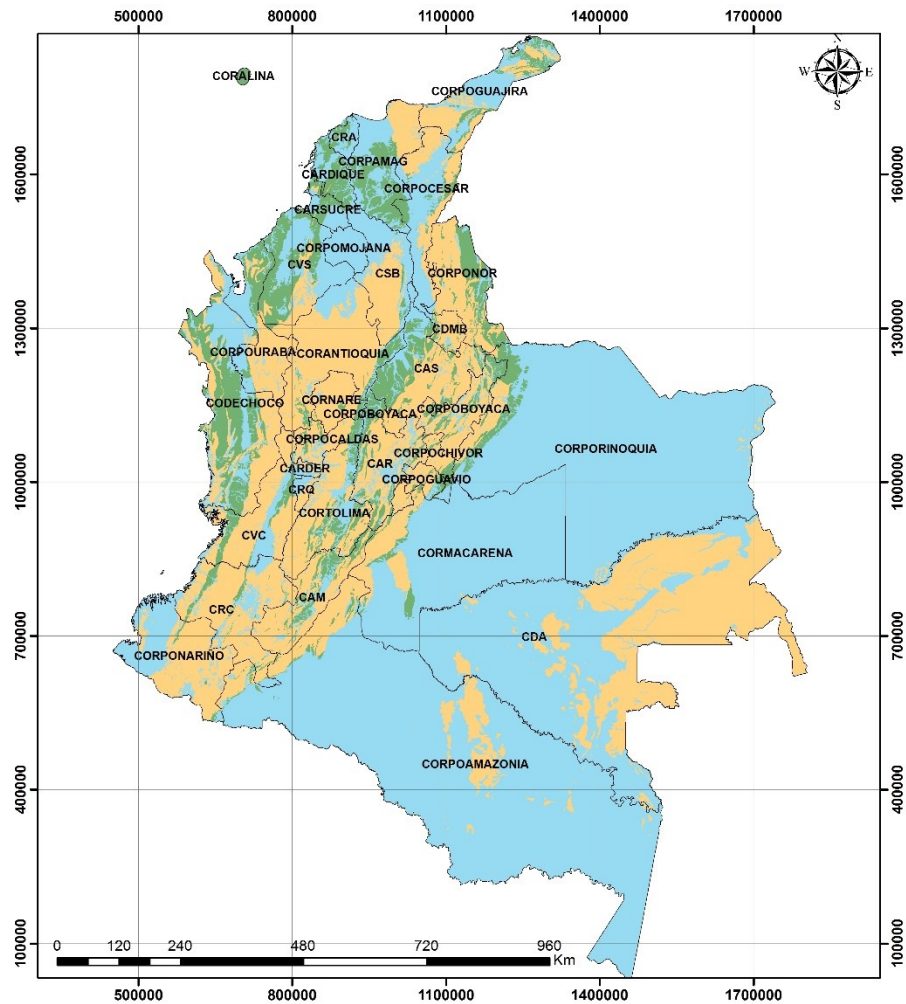 500000 800000 1100000 1400000 1700000
N
W E
S
CORALINA
CORPOGUAJIRA
CRA
CORPAMAG
1600000 1600000
CARDIQUE
CORPOCESAR
CARSUCRE
CORPOMOJANA
CVS
CSB
CORPONOR
1300000 1300000
CDMB
CORPOURABA
CORANTIOQUIA
CAS
CODECHOCO
CORNARE
CORPOBOYACA
CORPOBOYACA
CORPOCALDAS
CORPOCHIVOR
CORPORINOQUIA
CARDER
CAR
CORPOGUAVIO
1000000 1000000
CRQ
CORTOLIMA
CVC
CORMACARENA
CAM
CRC
700000 700000
CDA
CORPONARIÑO
CORPOAMAZONIA
400000 400000
100000 100000
0 120 240 480 720 960
Km
500000 800000 1100000 1400000 1700000